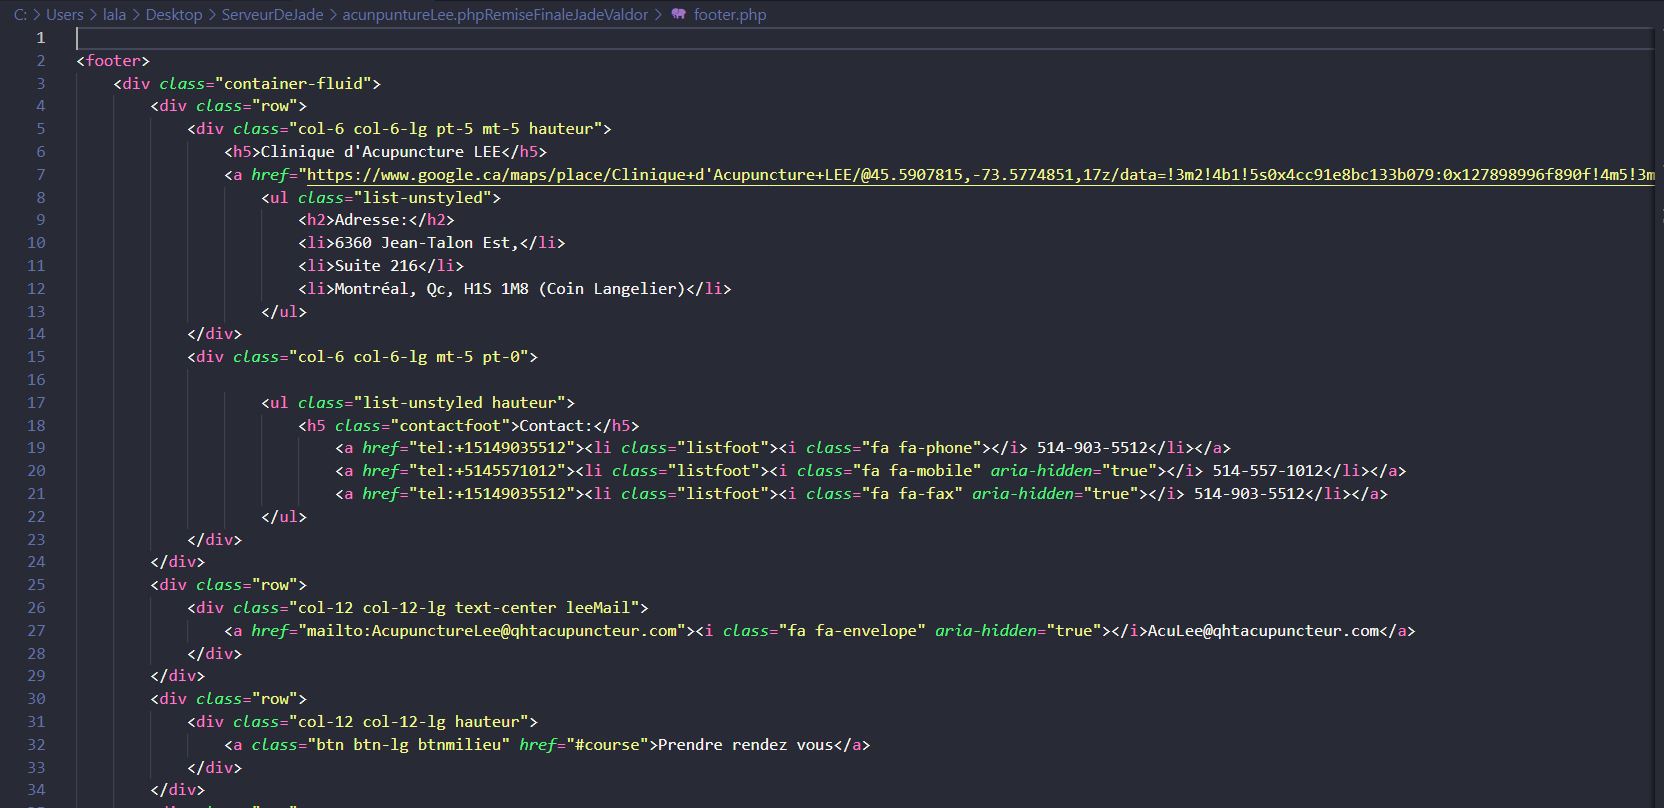 C: > Users > lala > Desktop > ServeurDeJade > acunpuntureLee.phpRemiseFinaleJadeValdor > footer.php
1
2 <footer>
3 <div class="container-fluid">
4 <div class="row">
5 <div class="col-6 col-6-lg pt-5 mt-5 hauteur">
6 <h5>Clinique d'Acupuncture LEE</h5>
7 <a href="https://www.google.ca/maps/place/Clinique+d'Acupuncture+LEE/@45.5907815,-73.5774851,17z/data=!3m2!4b1!5s0x4cc91e8bc133b079:0x127898996f890f!4m5!3m
8 <ul class="list-unstyled">
9 <h2>Adresse:</h2>
10 <li>6360 Jean-Talon Est,</li>
11 <li>Suite 216</li>
12 <li>Montréal, Qc, H1S 1M8 (Coin Langelier)</li>
13 </ul>
14 </div>
15 <div class="col-6 col-6-lg mt-5 pt-0">
16
17 <ul class="list-unstyled hauteur">
18 <h5 class="contactfoot">Contact:</h5>
19 <a href="tel:+15149035512"><li class="listfoot"><i class="fa fa-phone"></i> 514-903-5512</li></a>
20 <a href="tel:+5145571012"><li class="listfoot"><i class="fa fa-mobile" aria-hidden="true"></i> 514-557-1012</li></a>
21 <a href="tel:+15149035512"><li class="listfoot"><i class="fa fa-fax" aria-hidden="true"></i> 514-903-5512</li></a>
22 </ul>
23 </div>
24 </div>
25 <div class="row">
26 <div class="col-12 col-12-lg text-center leeMail">
27 <a href="mailto:AcupunctureLee@qhtacupuncteur.com"><i class="fa fa-envelope" aria-hidden="true"></i>AcuLee@qhtacupuncteur.com</a>
28 </div>
29 </div>
30 <div class="row">
31 <div class="col-12 col-12-lg hauteur">
32 <a class="btn btn-lg btnmilieu" href="#course">Prendre rendez vous</a>
33 </div>
34 </div>